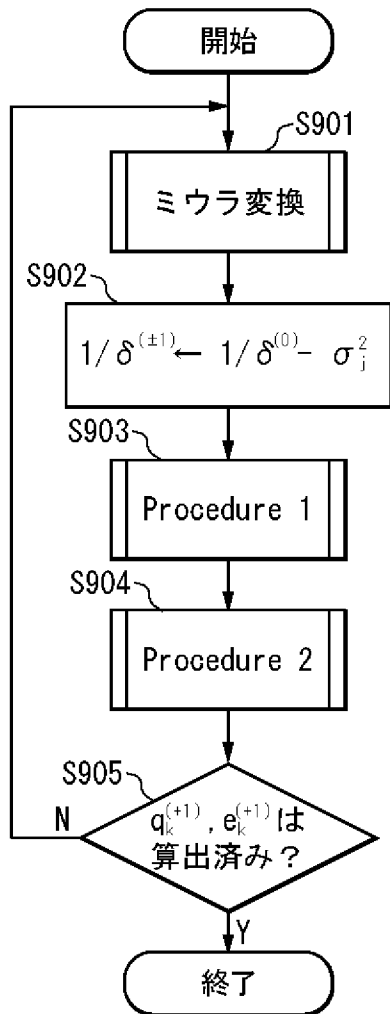 開始
S901
ミウラ変換
S902
1/δ^(±1) ← 1/δ^(0) − σ_j^2
S903
Procedure 1
S904
Procedure 2
S905
N
q_k^(+1), e_k^(+1)は
算出済み？
Y
終了